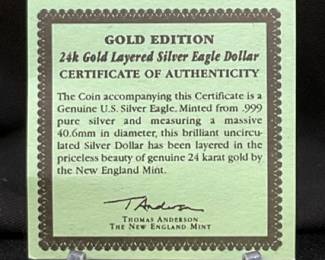 GOLD EDITION
24k Gold Layered Silver Eagle Dollar
CERTIFICATE OF AUTHENTICITY
The Coin accompanying this Certificate is a
Genuine U.S. Silver Eagle. Minted from .999
pure silver and measuring a massive
40.6mm in diameter, this brilliant uncircu-
lated Silver Dollar has been layered in the
priceless beauty of genuine 24 karat gold by
the New England Mint.
T Anderson
THOMAS ANDERSON
THE NEW ENGLAND MINT